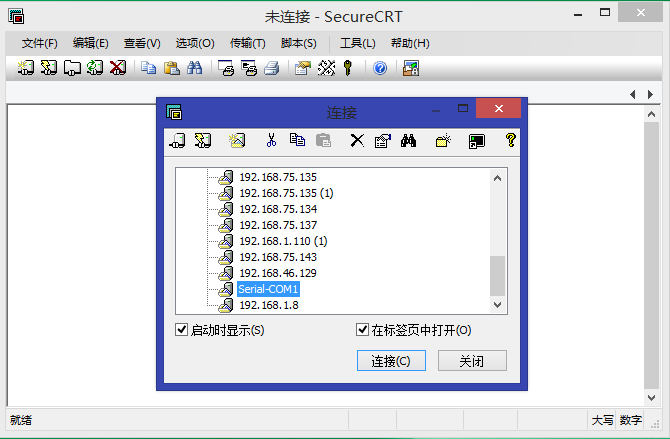 未连接 - SecureCRT
文件(F) 编辑(E) 查看(V) 选项(O) 传输(T) 脚本(S) 工具(L) 帮助(H)
连接
192.168.75.135
192.168.75.135 (1)
192.168.75.134
192.168.75.137
192.168.1.110 (1)
192.168.75.143
192.168.46.129
Serial-COM1
192.168.1.8
启动时显示(S) 在标签页中打开(O)
连接(C) 关闭
就绪 大写 数字